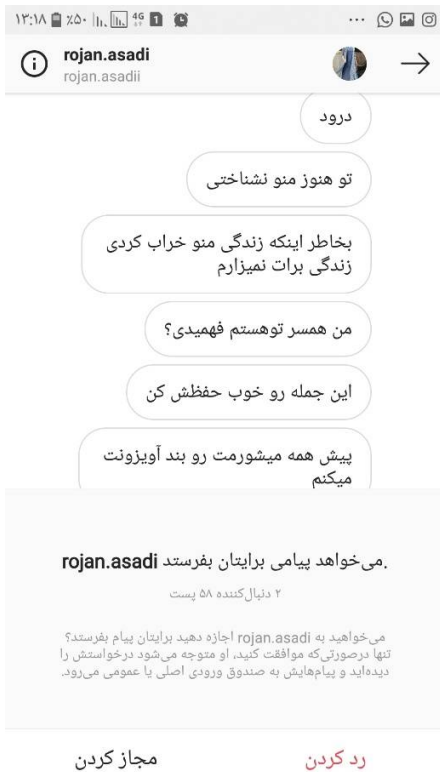 ۱۳:۱۸ ٪۵۰ 4G 1
rojan.asadi
rojan.asadii
درود
تو هنوز منو نشناختی
بخاطر اینکه زندگی منو خراب کردی
زندگی برات نمیزارم
من همسر توهستم فهمیدی؟
این جمله رو خوب حفظش کن
پیش همه میشورمت رو بند آویزونت
میکنم
rojan.asadi می‌خواهد پیامی برایتان بفرستد.
۲ دنبال‌کننده ۵۸ پست
می‌خواهید به rojan.asadi اجازه دهید برایتان پیام بفرستد؟
تنها درصورتی‌که موافقت کنید، او متوجه می‌شود درخواستش را
دیده‌اید و پیام‌هایش به صندوق ورودی اصلی یا عمومی می‌رود.
رد کردن
مجاز کردن